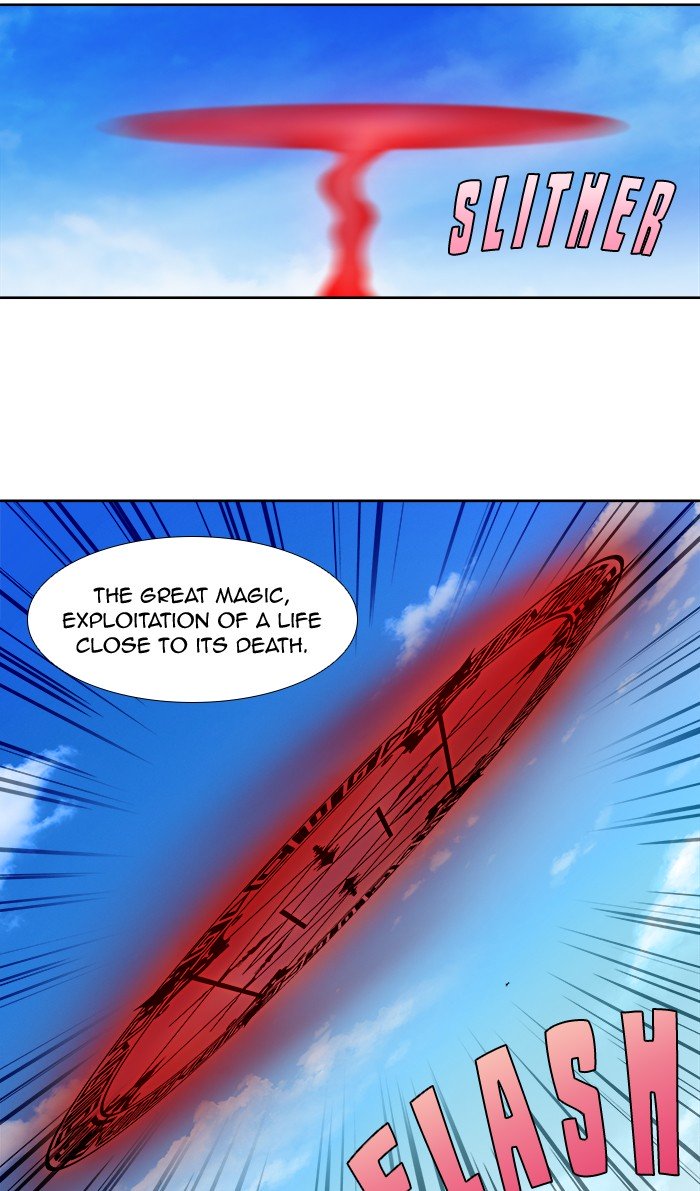 SLITHER
THE GREAT MAGIC,
EXPLOITATION OF A LIFE
CLOSE TO ITS DEATH.
FLASH